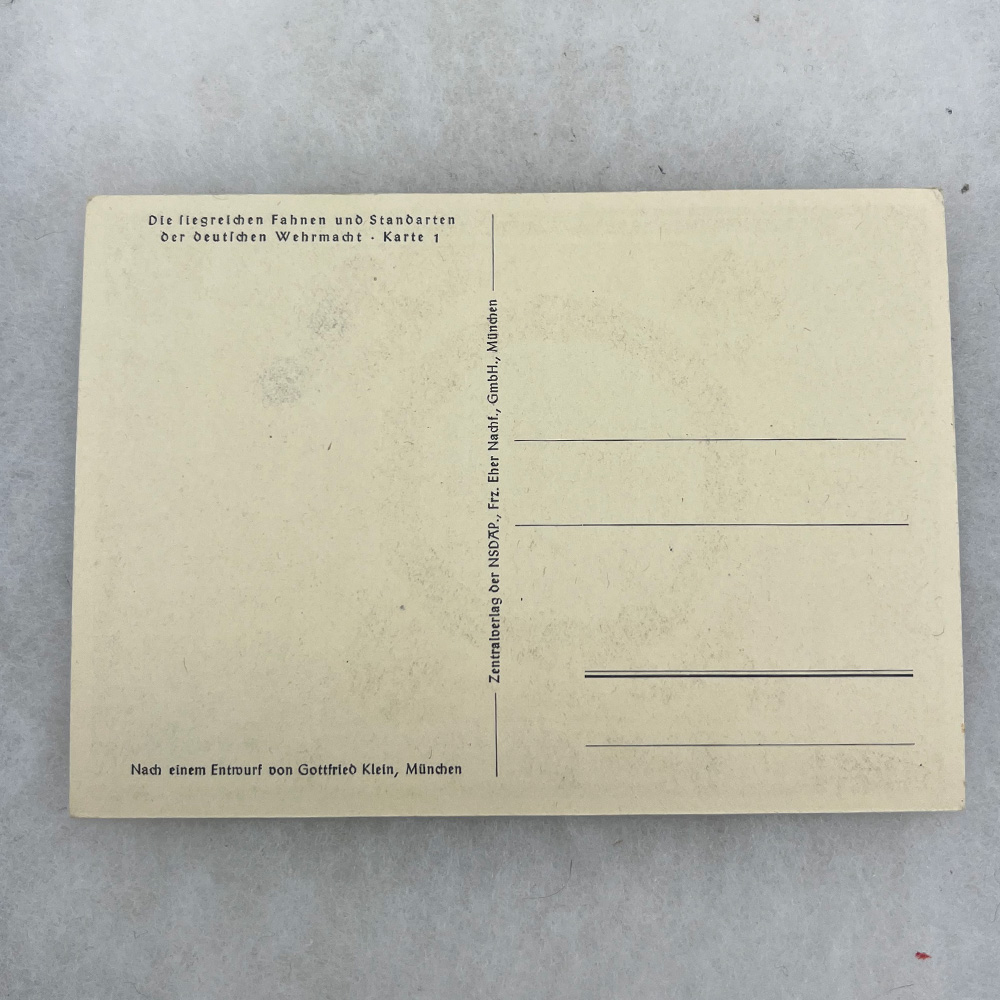 Die ſiegreichen Fahnen und Standarten
der deutſchen Wehrmacht · Karte 1
Zentralverlag der NSDAP., Frz. Eher Nachf., GmbH., München
Nach einem Entwurf von Gottfried Klein, München